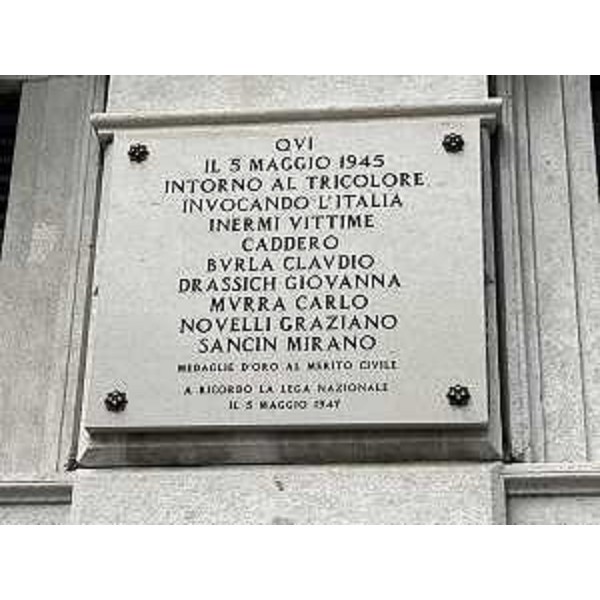 QVI
IL 5 MAGGIO 1945
INTORNO AL TRICOLORE
INVOCANDO L'ITALIA
INERMI VITTIME
CADDERO
BVRLA CLAVDIO
DRASSICH GIOVANNA
MVRRA CARLO
NOVELLI GRAZIANO
SANCIN MIRANO
MEDAGLIE D'ORO AL MERITO CIVILE
A RICORDO LA LEGA NAZIONALE
IL 5 MAGGIO 1947